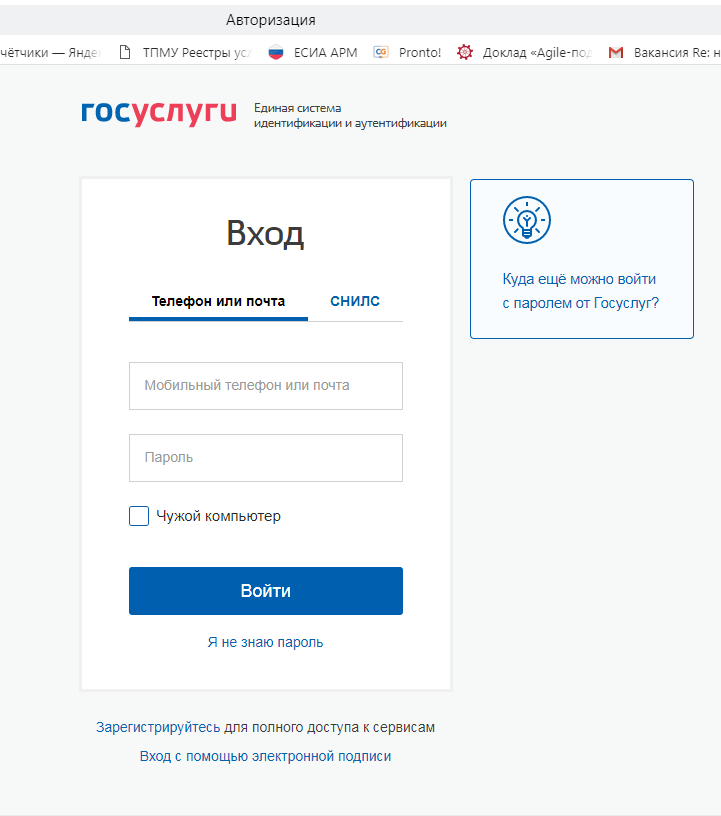 Авторизация
чётчики — Янде
ТПМУ Реестры усл
ЕСИА АРМ
Pronto!
Доклад «Agile-под
Вакансия Re: н
госуслуги
Единая система
идентификации и аутентификации
Вход
Телефон или почта
СНИЛС
Мобильный телефон или почта
Пароль
Чужой компьютер
Войти
Я не знаю пароль
Куда ещё можно войти
с паролем от Госуслуг?
Зарегистрируйтесь для полного доступа к сервисам
Вход с помощью электронной подписи